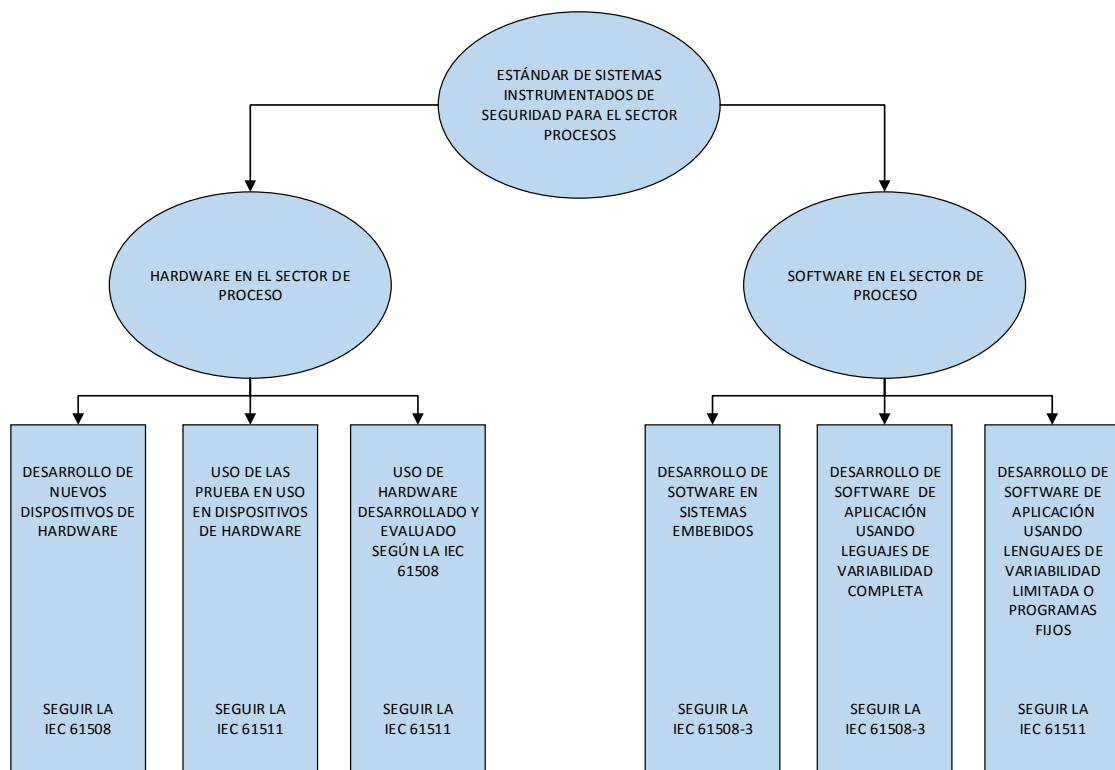 ESTÁNDAR DE SISTEMAS
INSTRUMENTADOS DE
SEGURIDAD PARA EL SECTOR
PROCESOS
HARDWARE EN EL SECTOR DE
PROCESO
SOFTWARE EN EL SECTOR DE
PROCESO
DESARROLLO DE
NUEVOS
DISPOSITIVOS DE
HARDWARE
SEGUIR LA
IEC 61508
USO DE LAS
PRUEBA EN USO
EN DISPOSITIVOS
DE HARDWARE
SEGUIR LA
IEC 61511
USO DE
HARDWARE
DESARROLLADO Y
EVALUADO
SEGÚN LA IEC
61508
SEGUIR LA
IEC 61511
DESARROLLO DE
SOTWARE EN
SISTEMAS
EMBEBIDOS
SEGUIR LA
IEC 61508-3
DESARROLLO DE
SOFTWARE DE
APLICACIÓN
USANDO
LEGUAJES DE
VARIABILIDAD
COMPLETA
SEGUIR LA
IEC 61508-3
DESARROLLO DE
SOFTWARE DE
APLICACIÓN
USANDO
LENGUAJES DE
VARIABILIDAD
LIMITADA O
PROGRAMAS
FIJOS
SEGUIR LA
IEC 61511